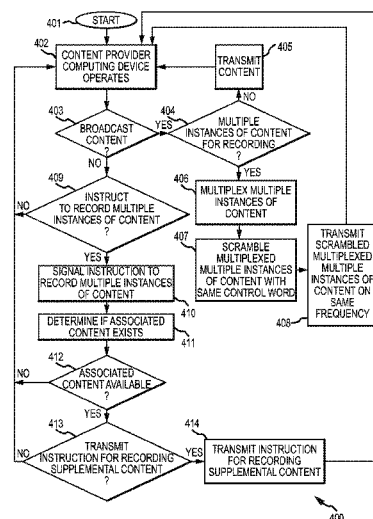 401
START
402
CONTENT PROVIDER
COMPUTING DEVICE
OPERATES
405
TRANSMIT
CONTENT
403
BROADCAST
CONTENT
?
YES
NO
404
MULTIPLE
INSTANCES OF CONTENT
FOR RECORDING
?
NO
YES
409
INSTRUCT
TO RECORD MULTIPLE
INSTANCES OF CONTENT
?
NO
YES
406
MULTIPLEX MULTIPLE
INSTANCES OF
CONTENT
407
SCRAMBLE
MULTIPLEXED
MULTIPLE INSTANCES
OF CONTENT WITH
SAME CONTROL WORD
TRANSMIT
SCRAMBLED
MULTIPLEXED
MULTIPLE
INSTANCES OF
CONTENT ON
SAME
FREQUENCY
408
SIGNAL INSTRUCTION TO
RECORD MULTIPLE INSTANCES
OF CONTENT
410
DETERMINE IF ASSOCIATED
CONTENT EXISTS
411
412
ASSOCIATED
CONTENT AVAILABLE
?
NO
YES
413
TRANSMIT
INSTRUCTION FOR RECORDING
SUPPLEMENTAL CONTENT
?
NO
YES
414
TRANSMIT INSTRUCTION
FOR RECORDING
SUPPLEMENTAL CONTENT
400